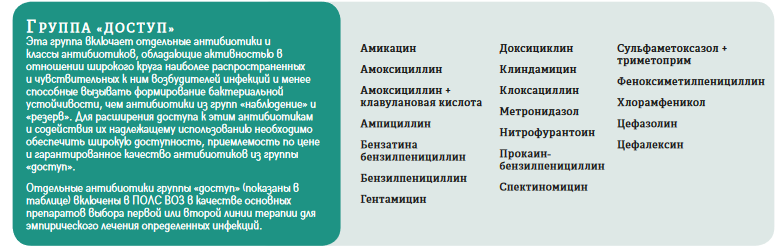 Группа «доступ»
Эта группа включает отдельные антибиотики и
классы антибиотиков, обладающие активностью в
отношении широкого круга наиболее распространенных
и чувствительных к ним возбудителей инфекций и менее
способные вызывать формирование бактериальной
устойчивости, чем антибиотики из групп «наблюдение» и
«резерв». Для расширения доступа к этим антибиотикам
и содействия их надлежащему использованию необходимо
обеспечить широкую доступность, приемлемость по цене
и гарантированное качество антибиотиков из группы
«доступ».
Отдельные антибиотики группы «доступ» (показаны в
таблице) включены в ПОЛС ВОЗ в качестве основных
препаратов выбора первой или второй линии терапии для
эмпирического лечения определенных инфекций.
Амикацин
Амоксициллин
Амоксициллин +
клавулановая кислота
Ампициллин
Бензатина
бензилпенициллин
Бензилпенициллин
Гентамицин
Доксициклин
Клиндамицин
Клоксациллин
Метронидазол
Нитрофурантоин
Прокаин-
бензилпенициллин
Спектиномицин
Сульфаметоксазол +
триметоприм
Феноксиметилпенициллин
Хлорамфеникол
Цефазолин
Цефалексин